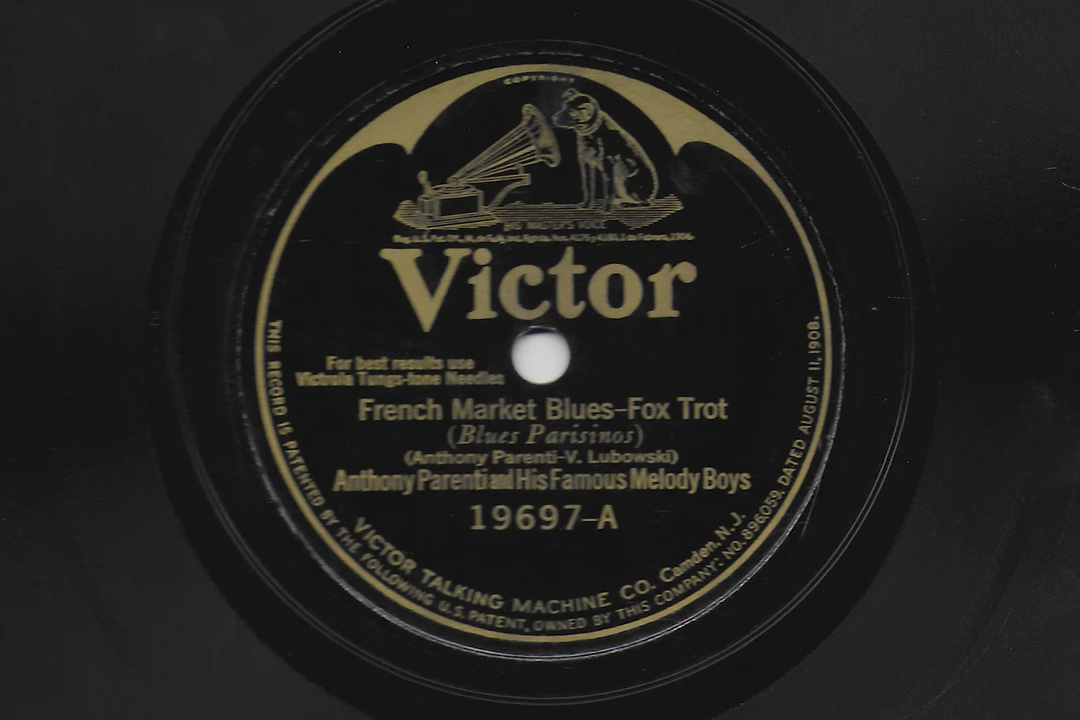 COPYRIGHT
HIS MASTER'S VOICE
Victor
For best results use
Victrola Tungs-tone Needles
French Market Blues–Fox Trot
(Blues Parisinos)
(Anthony Parenti-V. Lubowski)
Anthony Parenti and His Famous Melody Boys
19697–A
VICTOR TALKING MACHINE CO. Camden, N.J.
THIS RECORD IS PATENTED BY THE FOLLOWING U.S. PATENT, OWNED BY THIS COMPANY: NO. 896,059, DATED AUGUST 11, 1908.